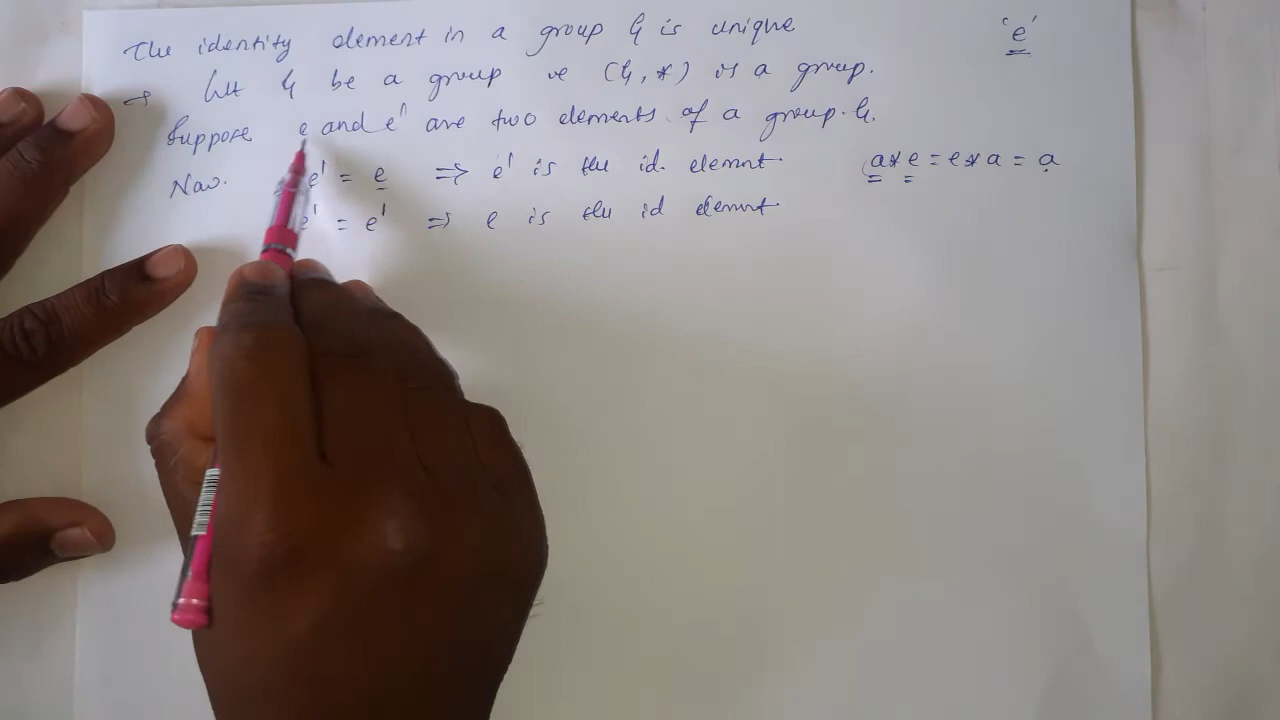 The identity element in a group G is unique
'e'
→ Let G be a group ie (G, *) is a group.
Suppose e and e' are two elements of a group. G.
Now. e' = e ⇒ e' is the id. element.
a * e = e * a = a
e' = e' ⇒ e is the id element.